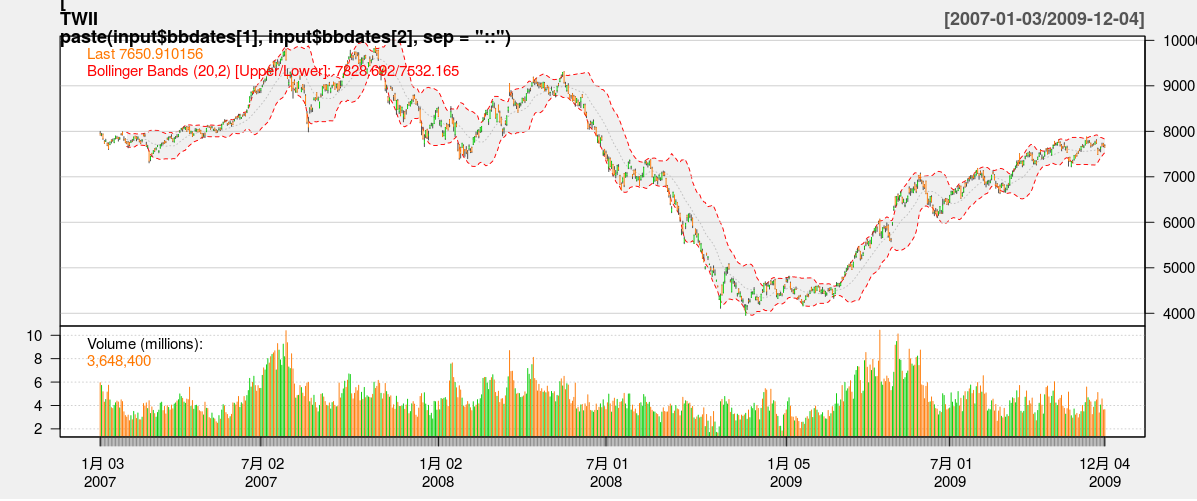 [
TWII
[2007-01-03/2009-12-04]
paste(input$bbdates[1], input$bbdates[2], sep = "::")
Last 7650.910156
Bollinger Bands (20,2) [Upper/Lower]: 7828.692/7532.165
10000
9000
8000
7000
6000
5000
4000
Volume (millions):
3,648,400
10
8
6
4
2
1月 03 7月 02 1月 02 7月 01 1月 05 7月 01 12月 04
2007 2007 2008 2008 2009 2009 2009